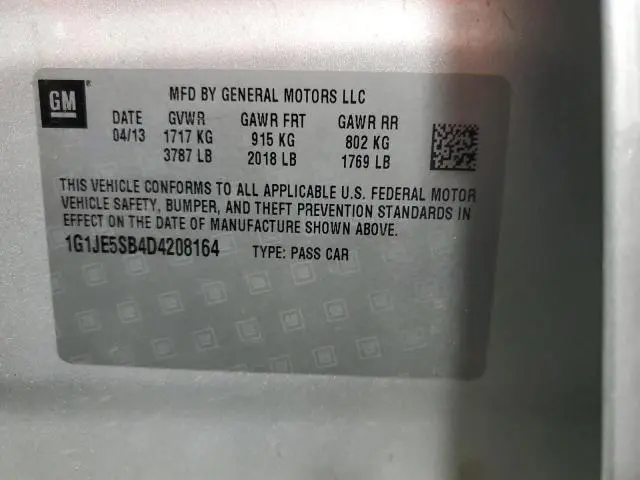 GM ®
MFD BY GENERAL MOTORS LLC
DATE GVWR GAWR FRT GAWR RR
04/13 1717 KG 915 KG 802 KG
3787 LB 2018 LB 1769 LB
THIS VEHICLE CONFORMS TO ALL APPLICABLE U.S. FEDERAL MOTOR
VEHICLE SAFETY, BUMPER, AND THEFT PREVENTION STANDARDS IN
EFFECT ON THE DATE OF MANUFACTURE SHOWN ABOVE.
1G1JE5SB4D4208164 TYPE: PASS CAR